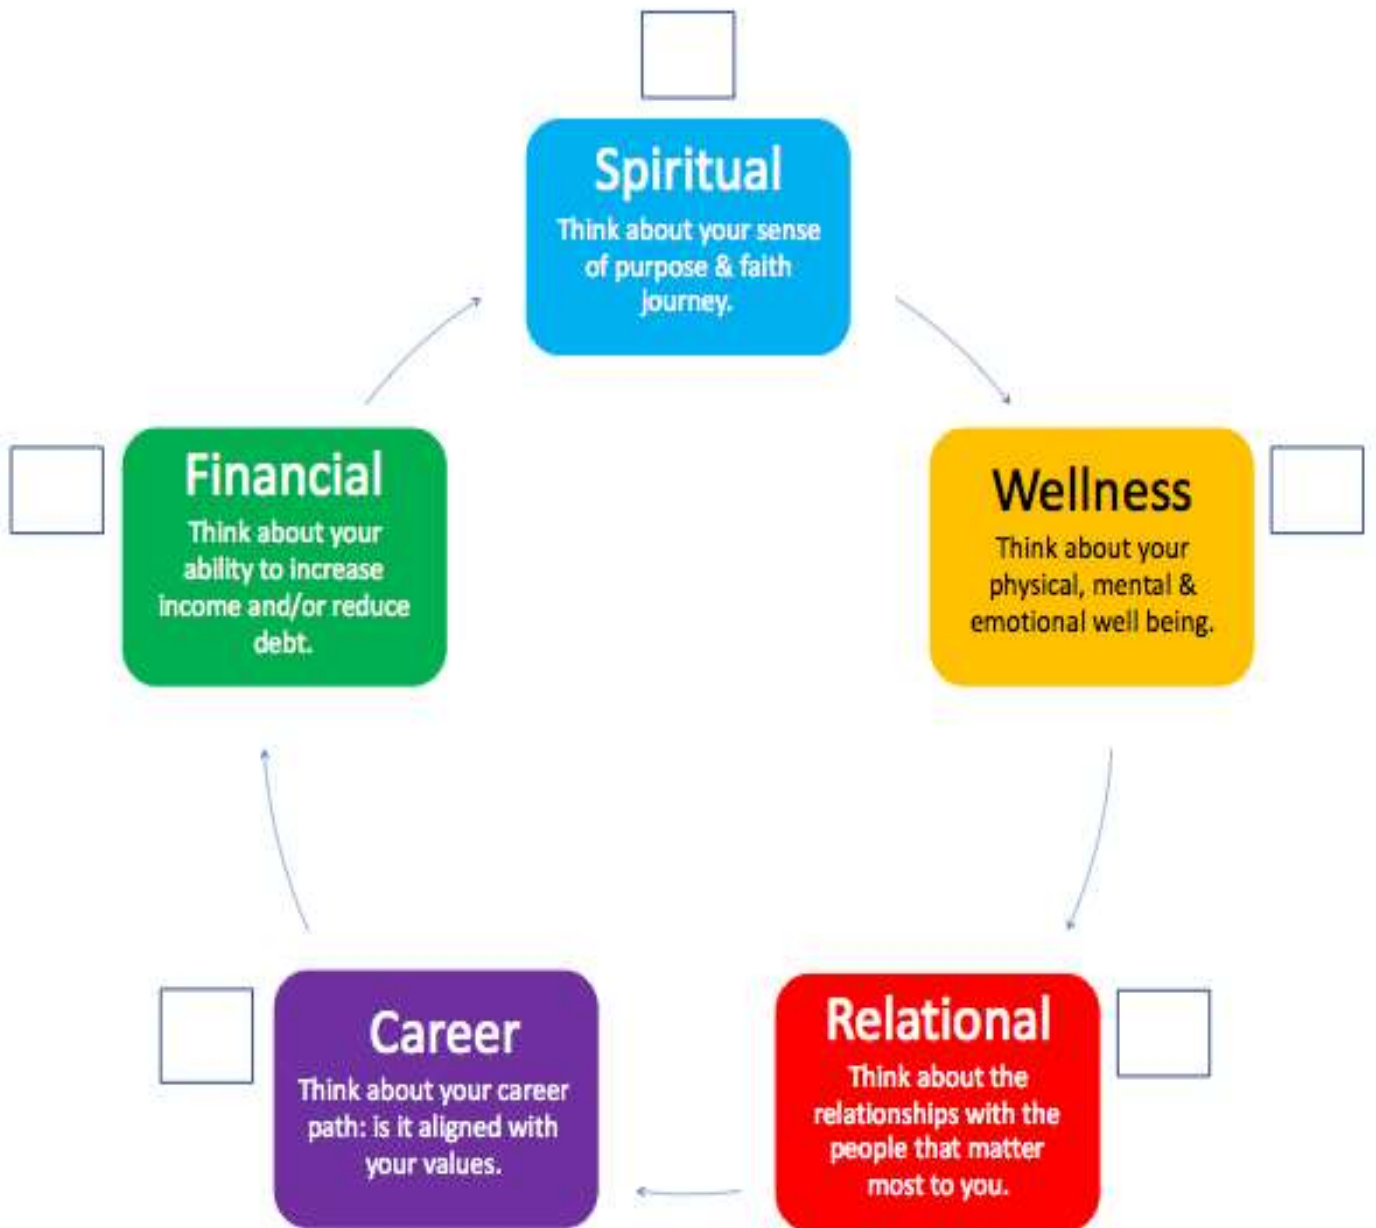 Spiritual
Think about your sense
of purpose & faith
journey.
Wellness
Think about your
physical, mental &
emotional well being.
Relational
Think about the
relationships with the
people that matter
most to you.
Career
Think about your career
path: is it aligned with
your values.
Financial
Think about your
ability to increase
income and/or reduce
debt.